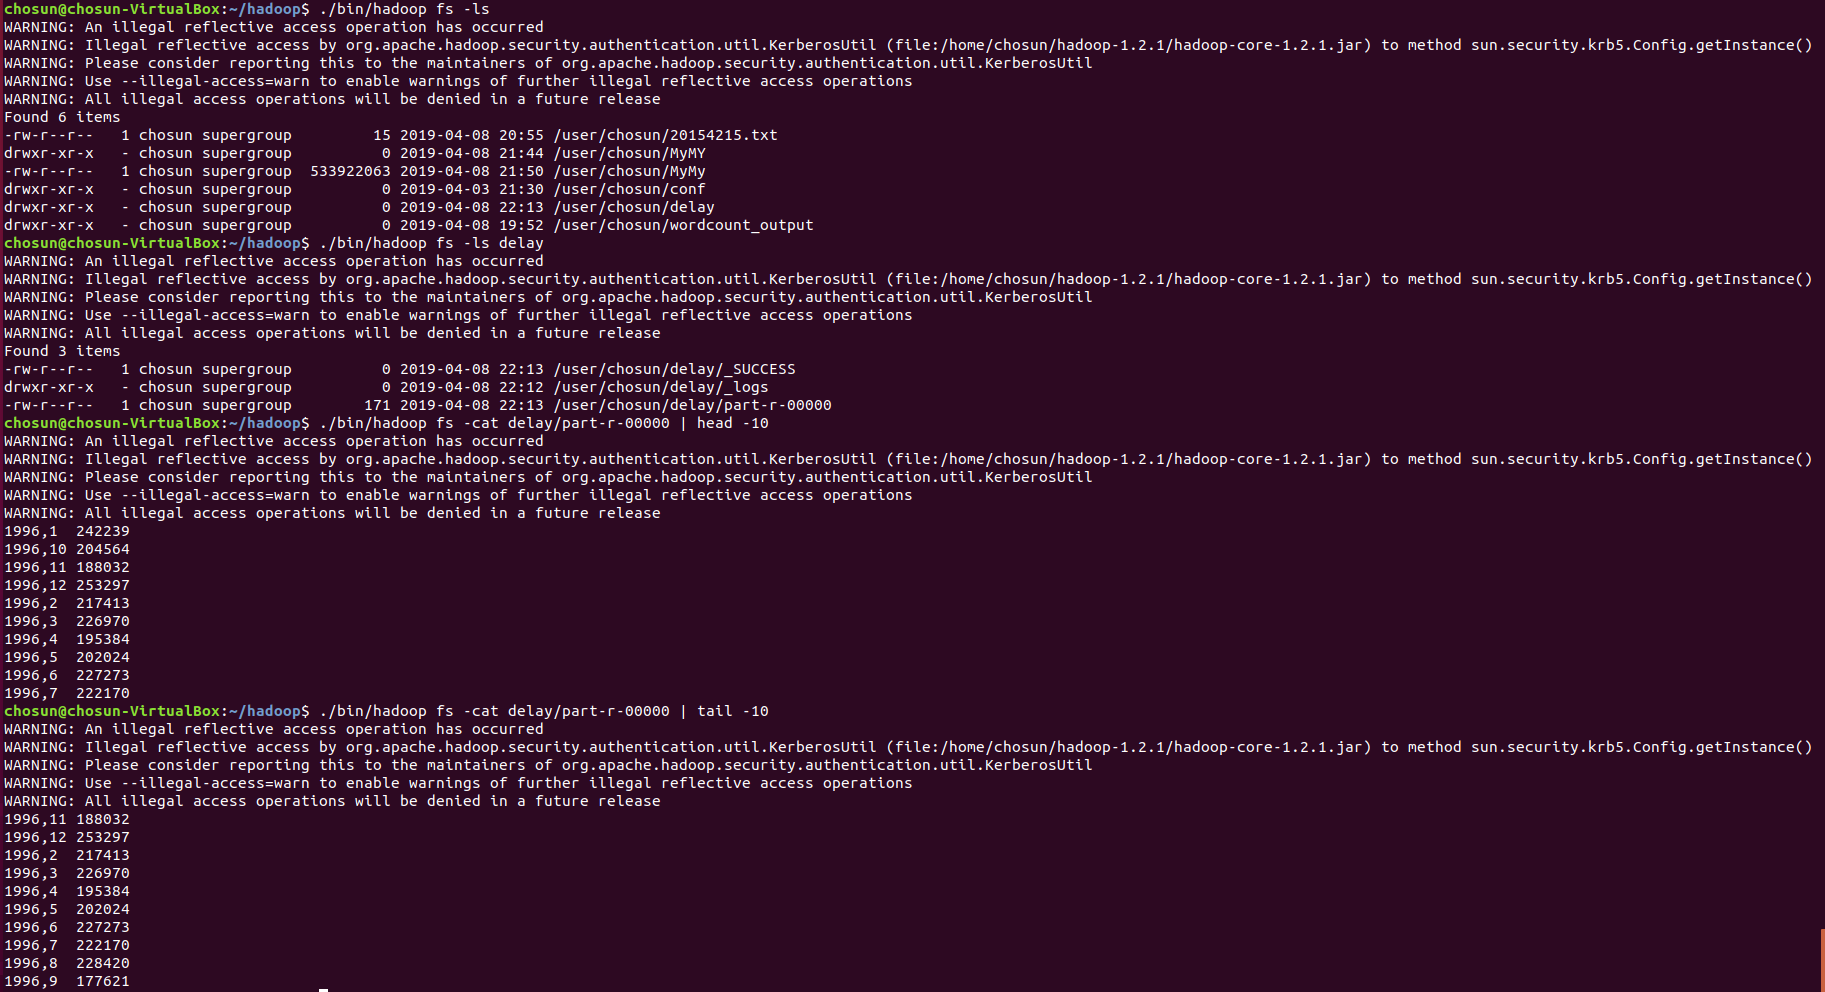 chosun@chosun-VirtualBox:~/hadoop$ ./bin/hadoop fs -ls
WARNING: An illegal reflective access operation has occurred
WARNING: Illegal reflective access by org.apache.hadoop.security.authentication.util.KerberosUtil (file:/home/chosun/hadoop-1.2.1/hadoop-core-1.2.1.jar) to method sun.security.krb5.Config.getInstance()
WARNING: Please consider reporting this to the maintainers of org.apache.hadoop.security.authentication.util.KerberosUtil
WARNING: Use --illegal-access=warn to enable warnings of further illegal reflective access operations
WARNING: All illegal access operations will be denied in a future release
Found 6 items
-rw-r--r--   1 chosun supergroup         15 2019-04-08 20:55 /user/chosun/20154215.txt
drwxr-xr-x   - chosun supergroup          0 2019-04-08 21:44 /user/chosun/MyMY
-rw-r--r--   1 chosun supergroup  533922063 2019-04-08 21:50 /user/chosun/MyMy
drwxr-xr-x   - chosun supergroup          0 2019-04-03 21:30 /user/chosun/conf
drwxr-xr-x   - chosun supergroup          0 2019-04-08 22:13 /user/chosun/delay
drwxr-xr-x   - chosun supergroup          0 2019-04-08 19:52 /user/chosun/wordcount_output
chosun@chosun-VirtualBox:~/hadoop$ ./bin/hadoop fs -ls delay
WARNING: An illegal reflective access operation has occurred
WARNING: Illegal reflective access by org.apache.hadoop.security.authentication.util.KerberosUtil (file:/home/chosun/hadoop-1.2.1/hadoop-core-1.2.1.jar) to method sun.security.krb5.Config.getInstance()
WARNING: Please consider reporting this to the maintainers of org.apache.hadoop.security.authentication.util.KerberosUtil
WARNING: Use --illegal-access=warn to enable warnings of further illegal reflective access operations
WARNING: All illegal access operations will be denied in a future release
Found 3 items
-rw-r--r--   1 chosun supergroup          0 2019-04-08 22:13 /user/chosun/delay/_SUCCESS
drwxr-xr-x   - chosun supergroup          0 2019-04-08 22:12 /user/chosun/delay/_logs
-rw-r--r--   1 chosun supergroup        171 2019-04-08 22:13 /user/chosun/delay/part-r-00000
chosun@chosun-VirtualBox:~/hadoop$ ./bin/hadoop fs -cat delay/part-r-00000 | head -10
WARNING: An illegal reflective access operation has occurred
WARNING: Illegal reflective access by org.apache.hadoop.security.authentication.util.KerberosUtil (file:/home/chosun/hadoop-1.2.1/hadoop-core-1.2.1.jar) to method sun.security.krb5.Config.getInstance()
WARNING: Please consider reporting this to the maintainers of org.apache.hadoop.security.authentication.util.KerberosUtil
WARNING: Use --illegal-access=warn to enable warnings of further illegal reflective access operations
WARNING: All illegal access operations will be denied in a future release
1996,1  242239
1996,10 204564
1996,11 188032
1996,12 253297
1996,2  217413
1996,3  226970
1996,4  195384
1996,5  202024
1996,6  227273
1996,7  222170
chosun@chosun-VirtualBox:~/hadoop$ ./bin/hadoop fs -cat delay/part-r-00000 | tail -10
WARNING: An illegal reflective access operation has occurred
WARNING: Illegal reflective access by org.apache.hadoop.security.authentication.util.KerberosUtil (file:/home/chosun/hadoop-1.2.1/hadoop-core-1.2.1.jar) to method sun.security.krb5.Config.getInstance()
WARNING: Please consider reporting this to the maintainers of org.apache.hadoop.security.authentication.util.KerberosUtil
WARNING: Use --illegal-access=warn to enable warnings of further illegal reflective access operations
WARNING: All illegal access operations will be denied in a future release
1996,11 188032
1996,12 253297
1996,2  217413
1996,3  226970
1996,4  195384
1996,5  202024
1996,6  227273
1996,7  222170
1996,8  228420
1996,9  177621